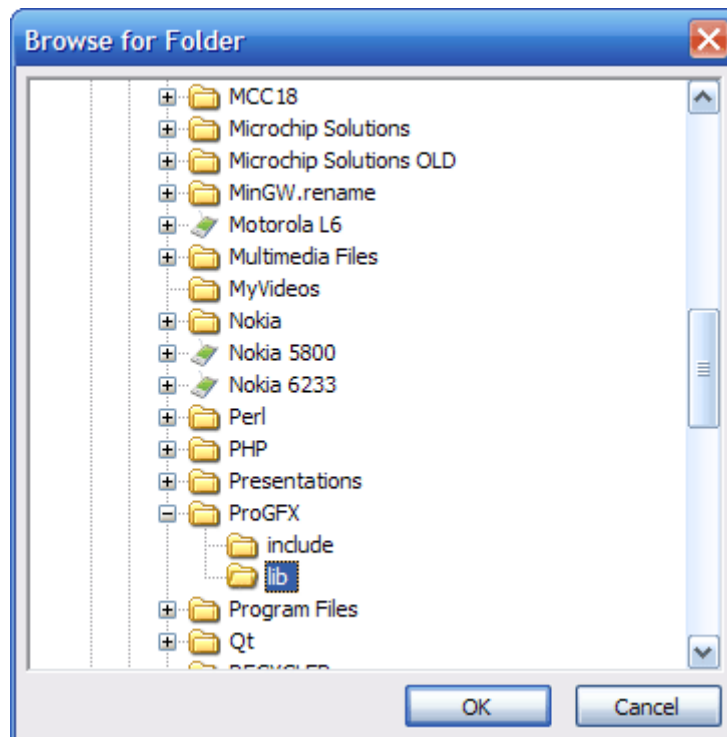 Browse for Folder
MCC18
Microchip Solutions
Microchip Solutions OLD
MinGW.rename
Motorola L6
Multimedia Files
MyVideos
Nokia
Nokia 5800
Nokia 6233
Perl
PHP
Presentations
ProGFX
include
lib
Program Files
Qt
OK
Cancel